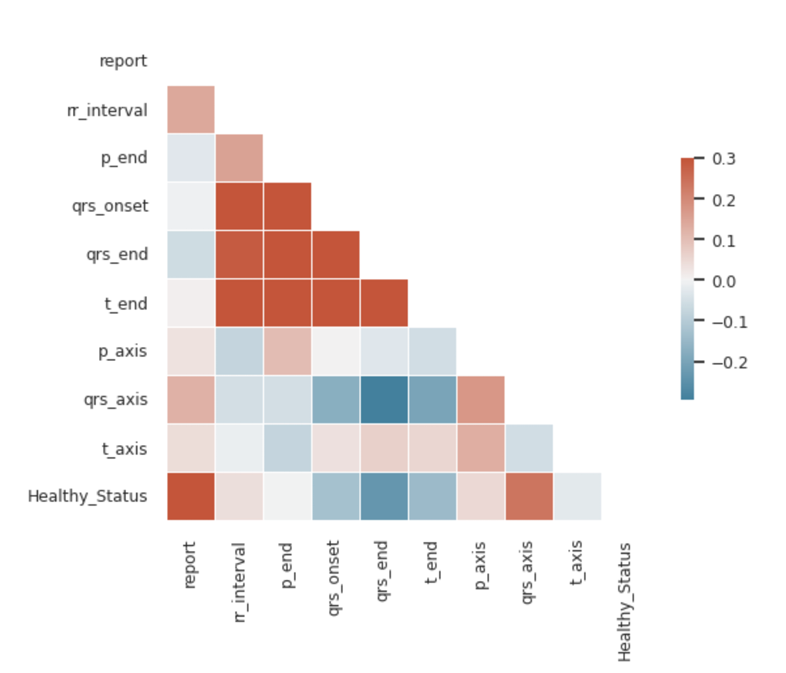 report
rr_interval
p_end
qrs_onset
qrs_end
t_end
p_axis
qrs_axis
t_axis
Healthy_Status
report
rr_interval
p_end
qrs_onset
qrs_end
t_end
p_axis
qrs_axis
t_axis
Healthy_Status
0.3
0.2
0.1
0.0
−0.1
−0.2